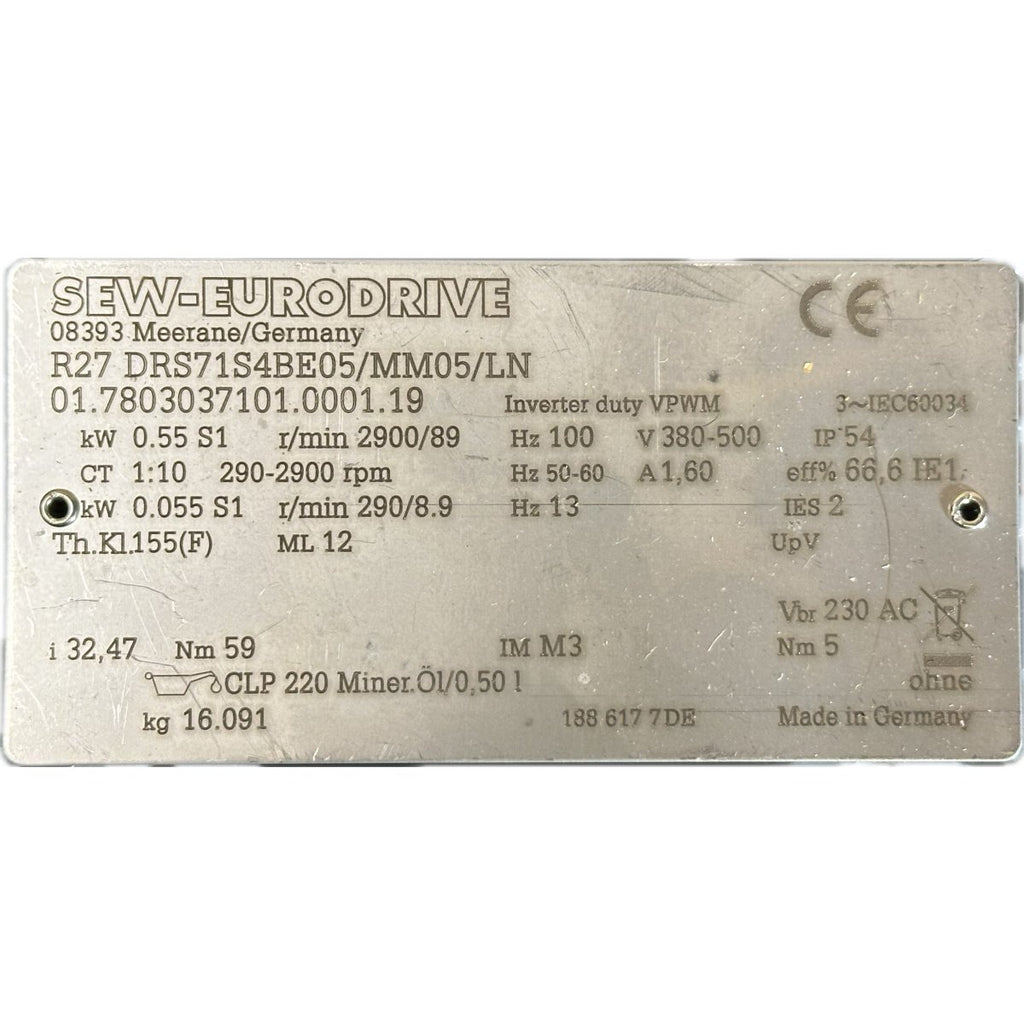 SEW-EURODRIVE CE
08393 Meerane/Germany
R27 DRS71S4BE05/MM05/LN
01.7803037101.0001.19 Inverter duty VPWM 3~IEC60034
kW 0.55 S1 r/min 2900/89 Hz 100 V 380-500 IP 54
CT 1:10 290-2900 rpm Hz 50-60 A 1,60 eff% 66,6 IE1
kW 0.055 S1 r/min 290/8.9 Hz 13 IES 2
Th.Kl.155(F) ML 12 UpV
Vbr 230 AC
i 32,47 Nm 59 IM M3 Nm 5
CLP 220 Miner.Öl/0,50 l ohne
kg 16.091 188 617 7 DE Made in Germany